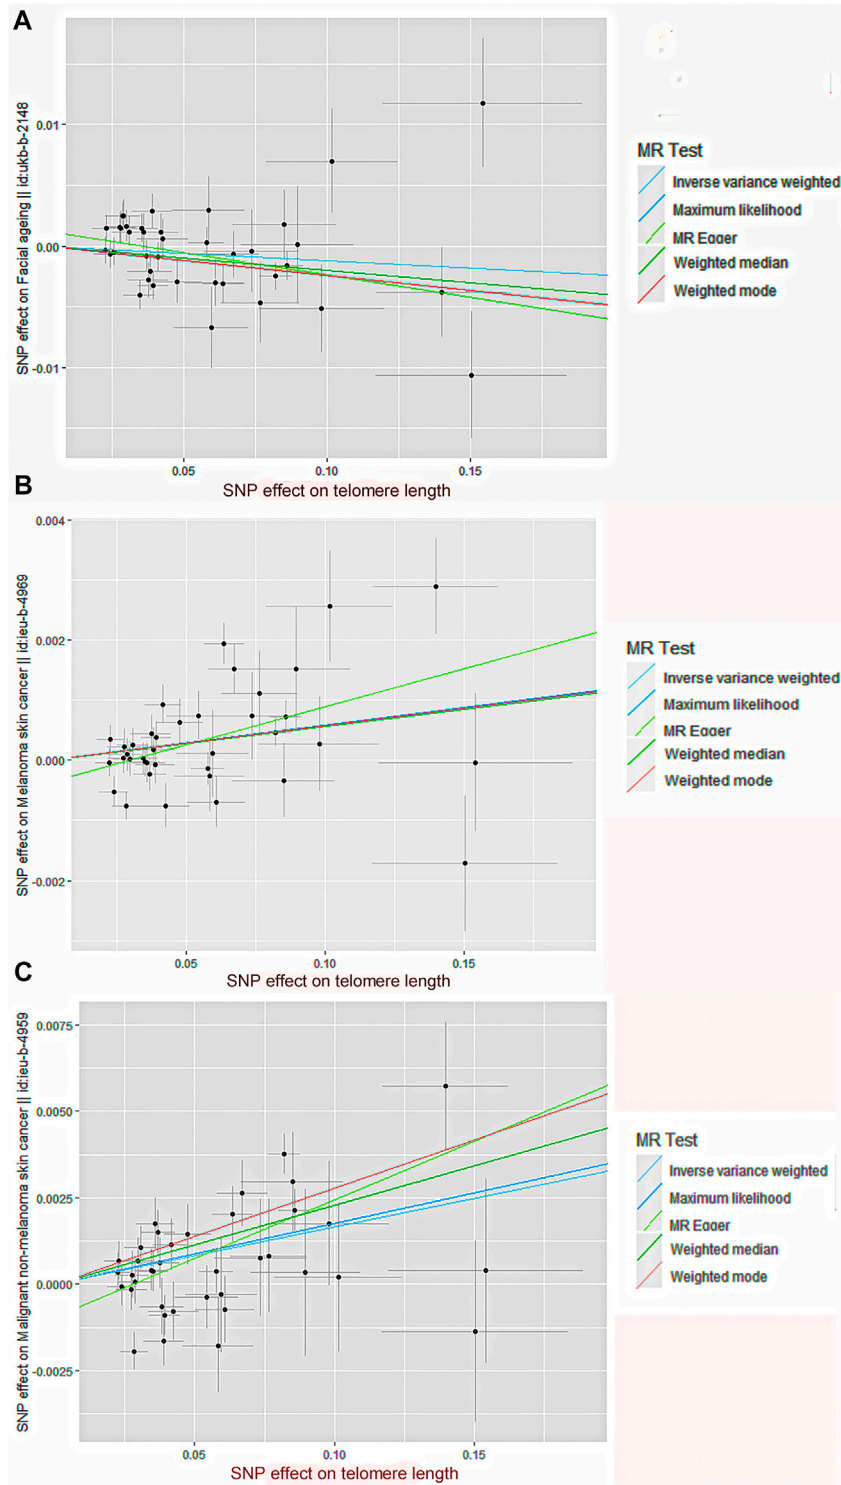 A
SNP effect on Facial ageing || id:ukb-b-2148
0.01
0.00
-0.01
0.05
0.10
0.15
SNP effect on telomere length
MR Test
Inverse variance weighted
Maximum likelihood
MR Egger
Weighted median
Weighted mode
B
SNP effect on Melanoma skin cancer || id:ieu-b-4969
0.004
0.002
0.000
-0.002
0.05
0.10
0.15
SNP effect on telomere length
MR Test
Inverse variance weighted
Maximum likelihood
MR Egger
Weighted median
Weighted mode
C
SNP effect on Malignant non-melanoma skin cancer || id:ieu-b-4959
0.0075
0.0050
0.0025
0.0000
-0.0025
0.05
0.10
0.15
SNP effect on telomere length
MR Test
Inverse variance weighted
Maximum likelihood
MR Egger
Weighted median
Weighted mode